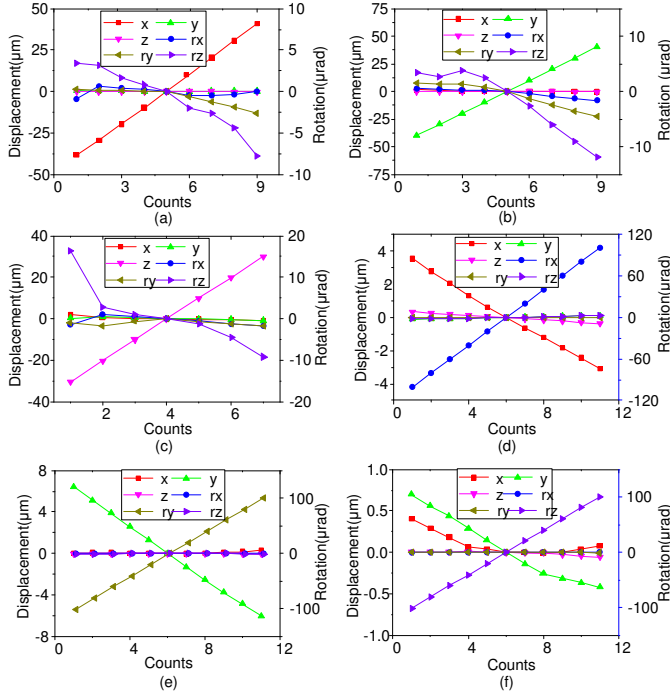 50
25
0
-25
-50
10
5
0
-5
-10
0
3
6
9
Displacement(μm)
Rotation(μrad)
Counts
x
y
z
rx
ry
rz
(a)
75
50
25
0
-25
-50
-75
10
5
0
-5
-10
0
3
6
9
Displacement(μm)
Rotation (μrad)
Counts
x
y
z
rx
ry
rz
(b)
40
20
0
-20
-40
20
10
0
-10
-20
2
4
6
Displacement(μm)
Rotation(μrad)
Counts
x
y
z
rx
ry
rz
(c)
4
2
0
-2
-4
120
60
0
-60
-120
0
4
8
12
Displacement(μm)
Rotation(μrad)
Counts
x
y
z
rx
ry
rz
(d)
8
4
0
-4
-8
100
0
-100
0
4
8
12
Displacement(μm)
Rotation(μrad)
Counts
x
y
z
rx
ry
rz
(e)
1.0
0.5
0.0
-0.5
-1.0
100
0
-100
0
4
8
12
Displacement(μm)
Rotation(μrad)
Counts
x
y
z
rx
ry
rz
(f)